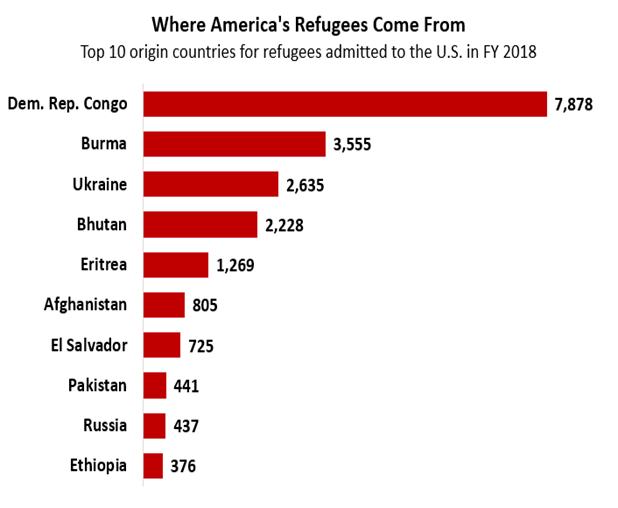 Where America's Refugees Come From
Top 10 origin countries for refugees admitted to the U.S. in FY 2018
Dem. Rep. Congo 7,878
Burma 3,555
Ukraine 2,635
Bhutan 2,228
Eritrea 1,269
Afghanistan 805
El Salvador 725
Pakistan 441
Russia 437
Ethiopia 376